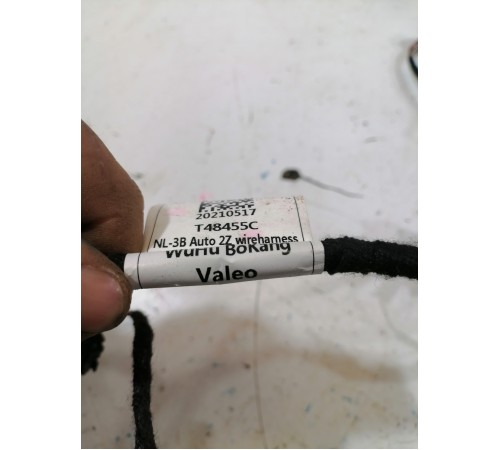 20210517
T48455C
NL-3B Auto 27 wireharness
WuHu BoKang
Valeo